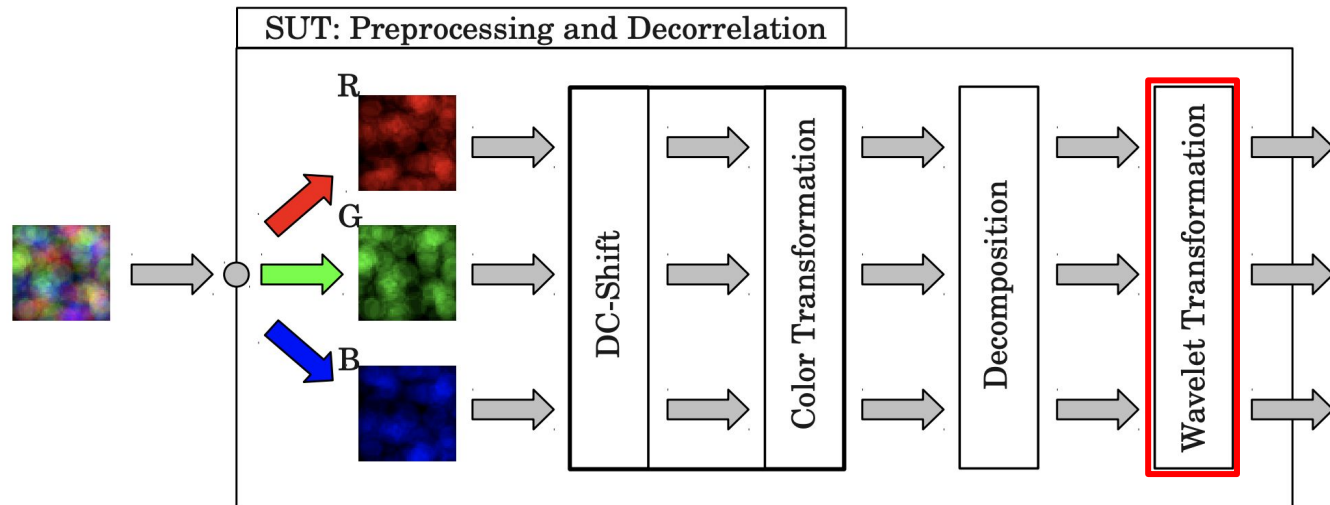 SUT: Preprocessing and Decorrelation
R
G
B
DC-Shift
Color Transformation
Decomposition
Wavelet Transformation